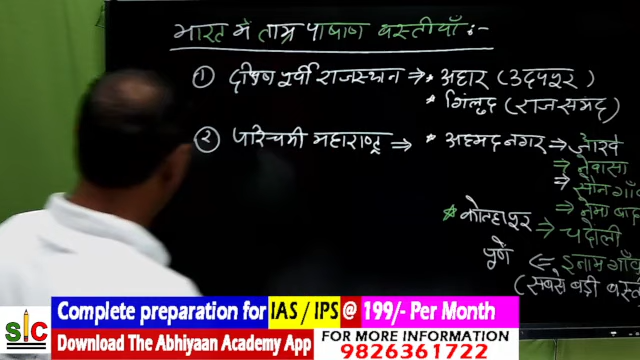 भारत में ताम्र पाषाण बस्तीयाँ :-
① दक्षिण पूर्वी राजस्थान ⇒ * अहार (उदयपुर)
* गिंलुद (राजसमंद)
② पश्चिमी महाराष्ट्र ⇒ * अहमदनगर ⇒ जोरवे
⇒ नेवासा
⇒ सोनगाँव
⇒
* कोल्हापुर ⇒ चंदोली
पूणे ⇐ इनामगाँव
(सबसे बड़ी
Complete preparation for IAS / IPS @ 199/- Per Month
Download The Abhiyaan Academy App
FOR MORE INFORMATION
9826361722
SIC